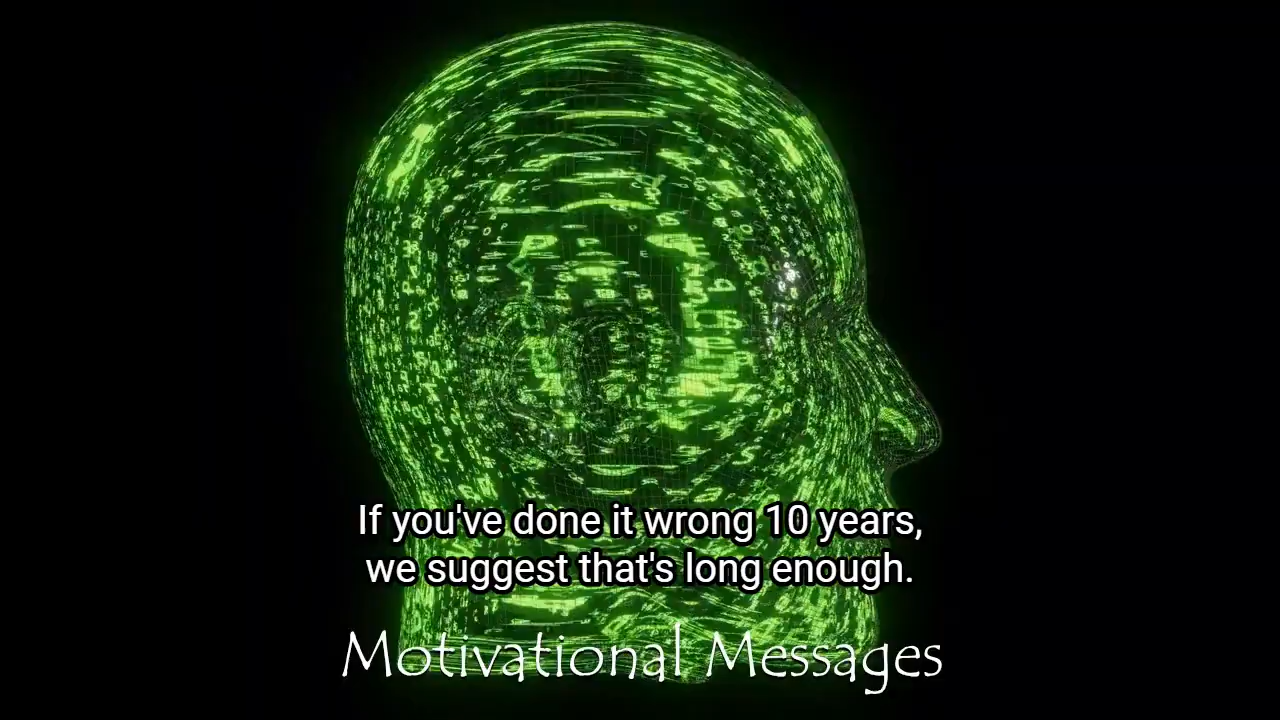 If you've done it wrong 10 years,
we suggest that's long enough.
Motivational Messages